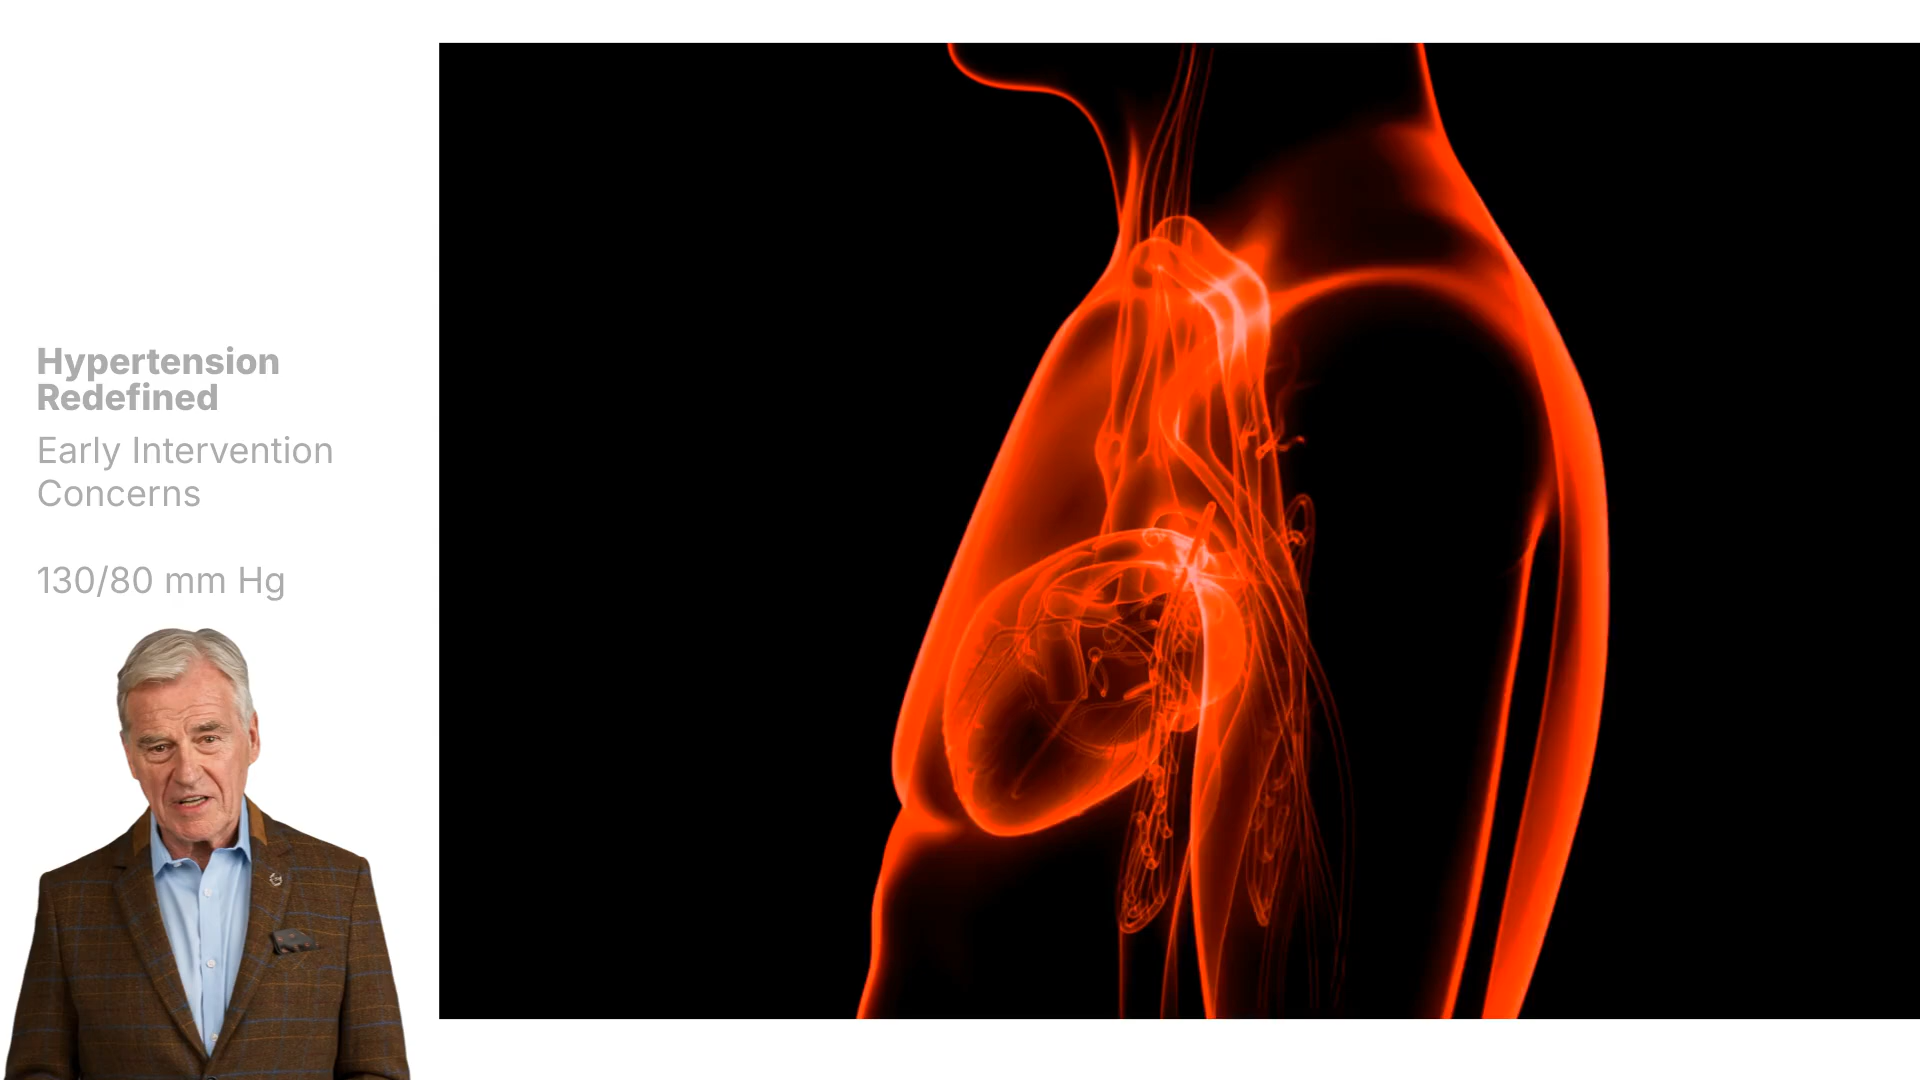 Hypertension
Redefined
Early Intervention
Concerns
130/80 mm Hg